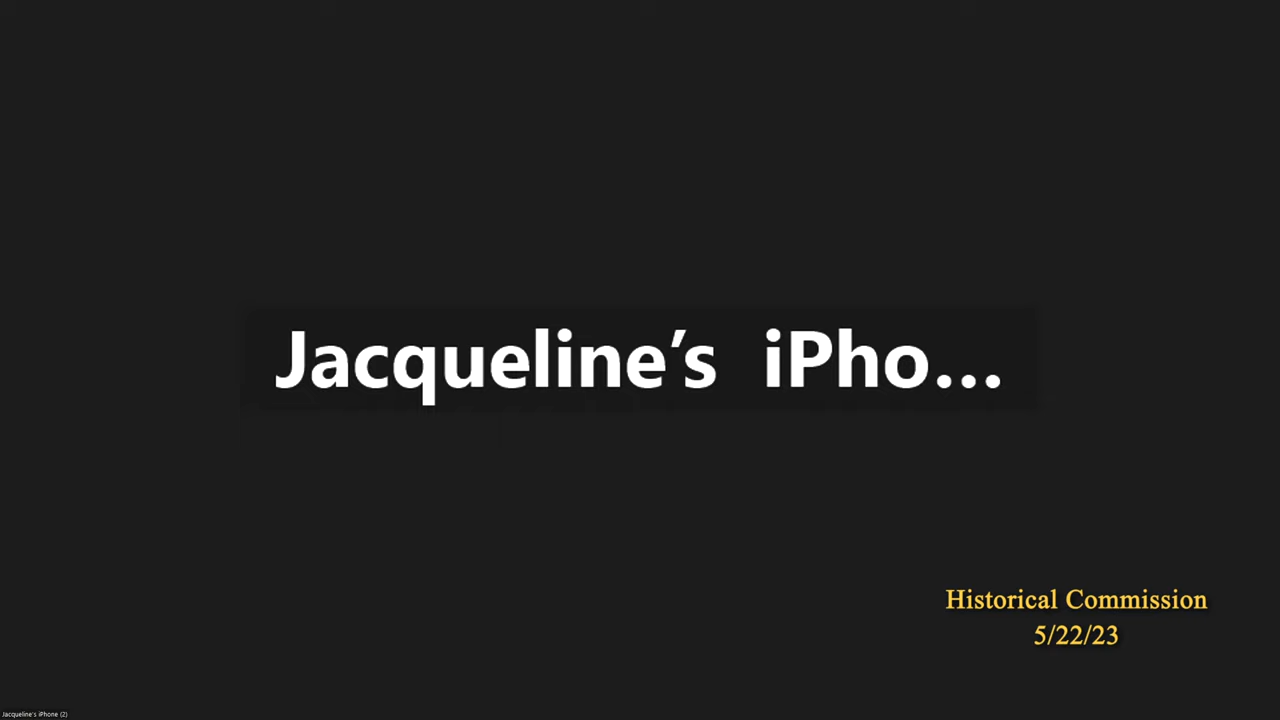 Jacqueline’s iPho...
Historical Commission
5/22/23
Jacqueline's iPhone (2)